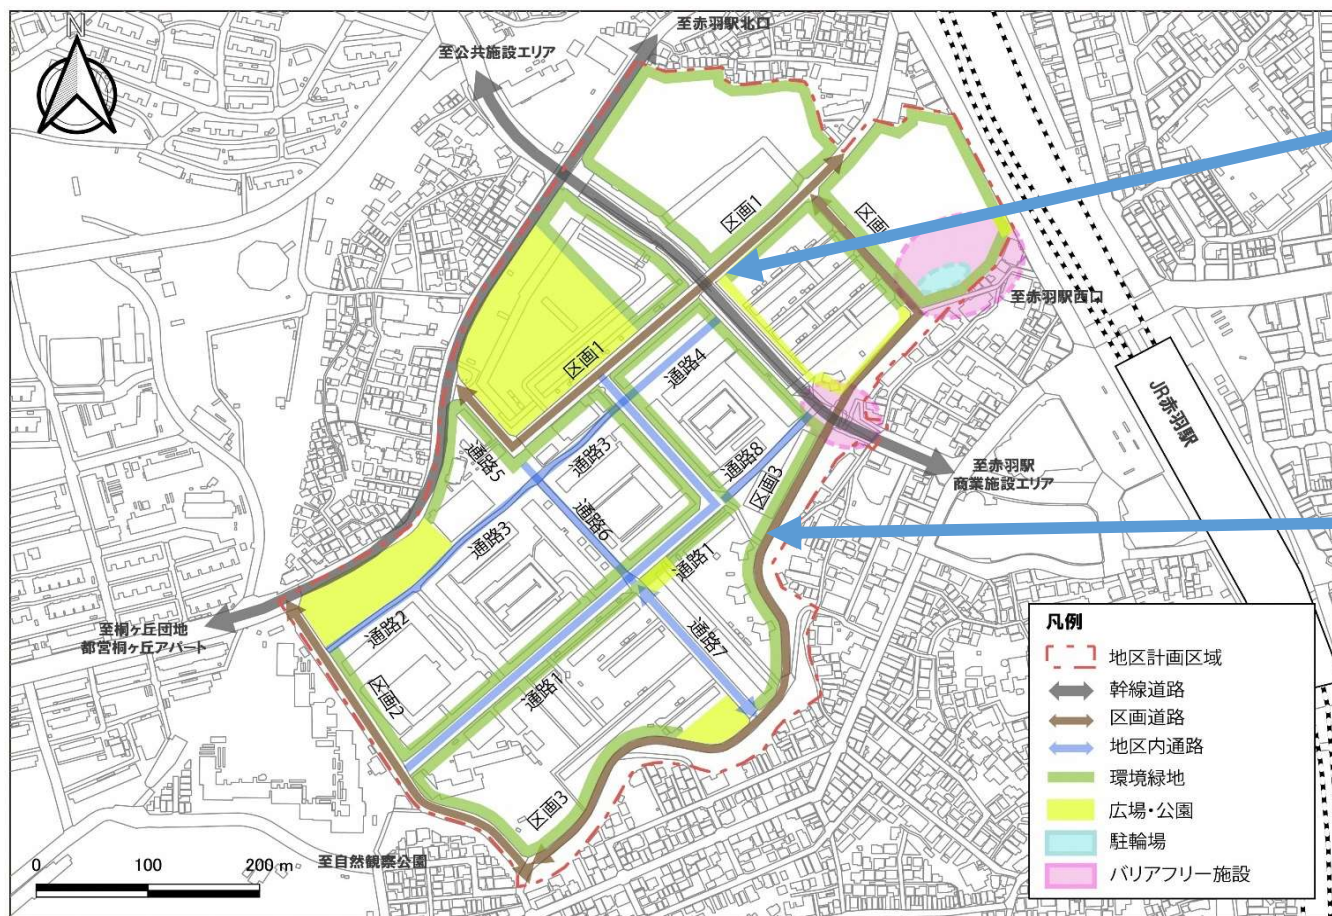 至赤羽駅北口
至公共施設エリア
区画1
区画
至赤羽駅西口
区画1
通路4
JR赤羽駅
通路5
通路3
通路8
区画3
至赤羽駅
商業施設エリア
通路3
通路6
通路1
至桐ヶ丘団地
都営桐ヶ丘アパート
通路2
通路7
区画2
通路1
区画3
至自然観察公園
0 100 200 m
凡例
地区計画区域
幹線道路
区画道路
地区内通路
環境緑地
広場・公園
駐輪場
バリアフリー施設